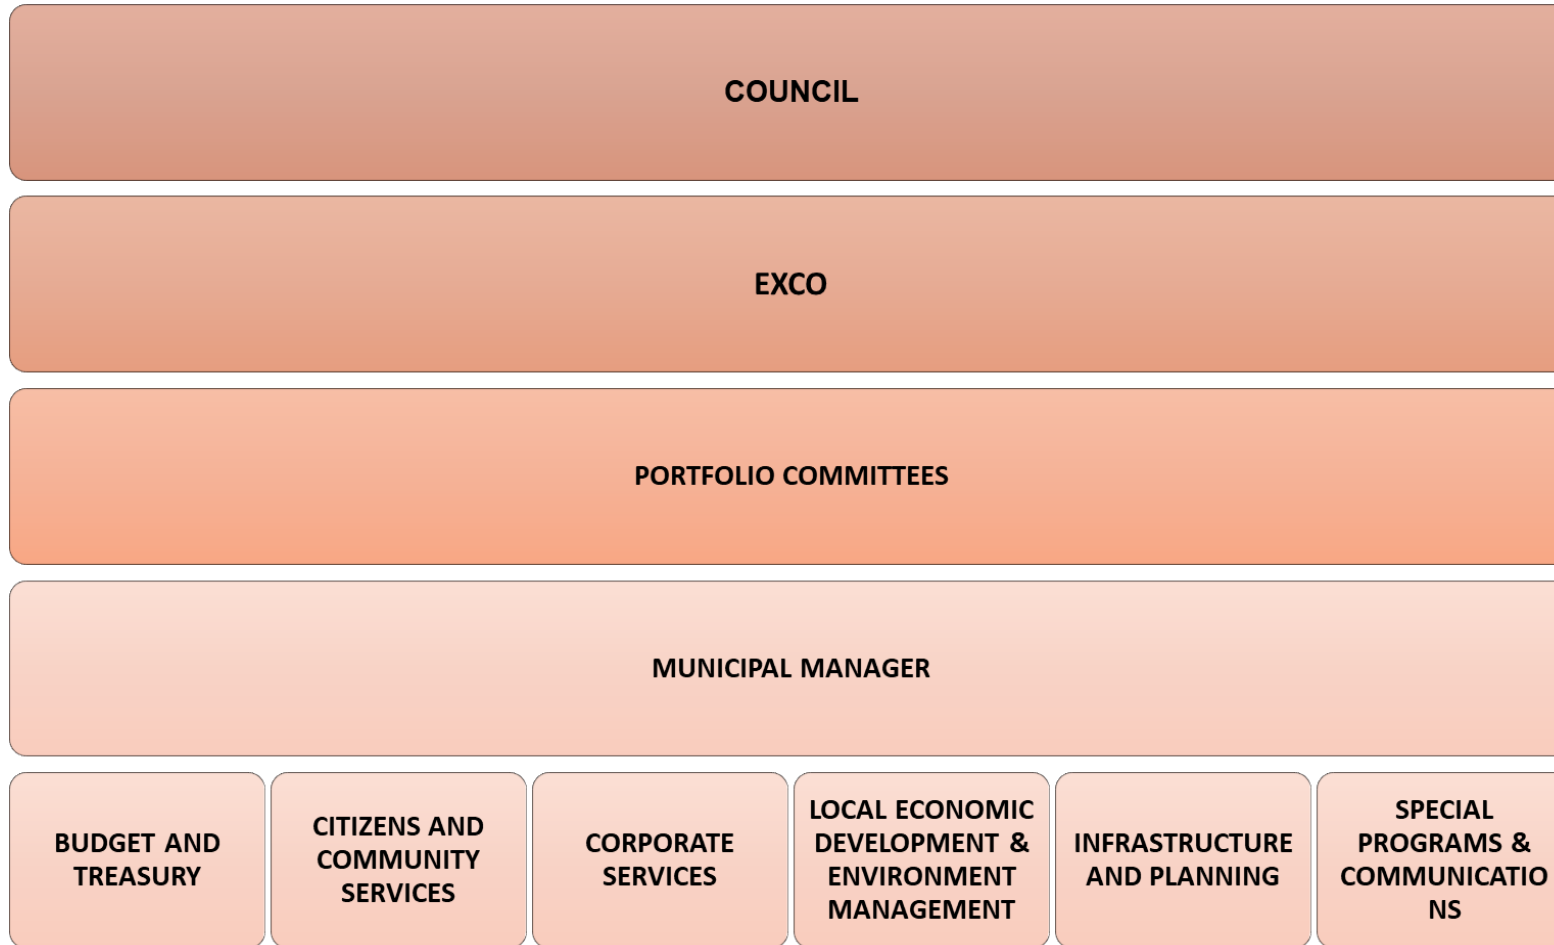 COUNCIL
EXCO
PORTFOLIO COMMITTEES
MUNICIPAL MANAGER
BUDGET AND
TREASURY
CITIZENS AND
COMMUNITY
SERVICES
CORPORATE
SERVICES
LOCAL ECONOMIC
DEVELOPMENT &
ENVIRONMENT
MANAGEMENT
INFRASTRUCTURE
AND PLANNING
SPECIAL
PROGRAMS &
COMMUNICATIO
NS